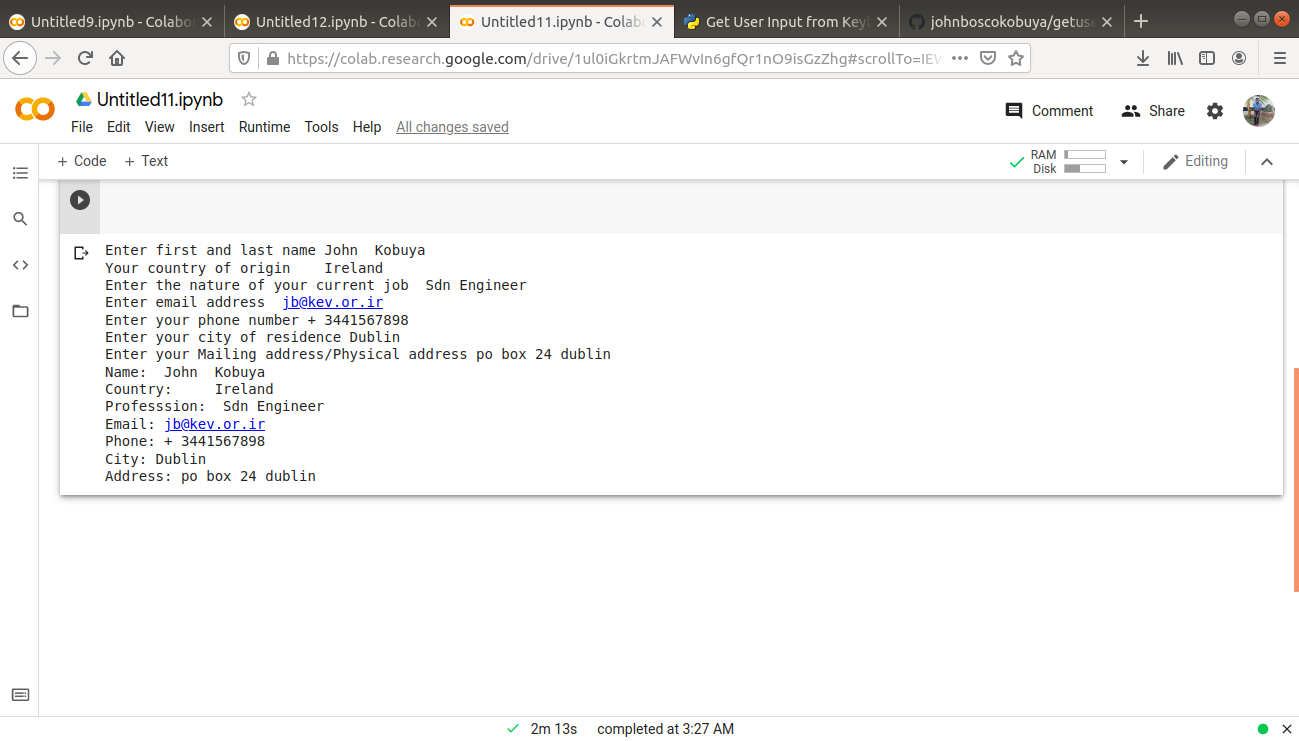 Untitled9.ipynb - Colabo
Untitled12.ipynb - Colab
Untitled11.ipynb - Colab
Get User Input from Key
johnboscokobuya/getuse
https://colab.research.google.com/drive/1ul0iGkrtmJAFWvIn6gfQr1nO9isGzZhg#scrollTo=IEW
Untitled11.ipynb
Comment
Share
File Edit View Insert Runtime Tools Help All changes saved
+ Code + Text
RAM
Disk
Editing
Enter first and last name John  Kobuya
Your country of origin    Ireland
Enter the nature of your current job  Sdn Engineer
Enter email address  jb@kev.or.ir
Enter your phone number + 3441567898
Enter your city of residence Dublin
Enter your Mailing address/Physical address po box 24 dublin
Name:  John  Kobuya
Country:     Ireland
Professsion:  Sdn Engineer
Email: jb@kev.or.ir
Phone: + 3441567898
City: Dublin
Address: po box 24 dublin
2m 13s completed at 3:27 AM